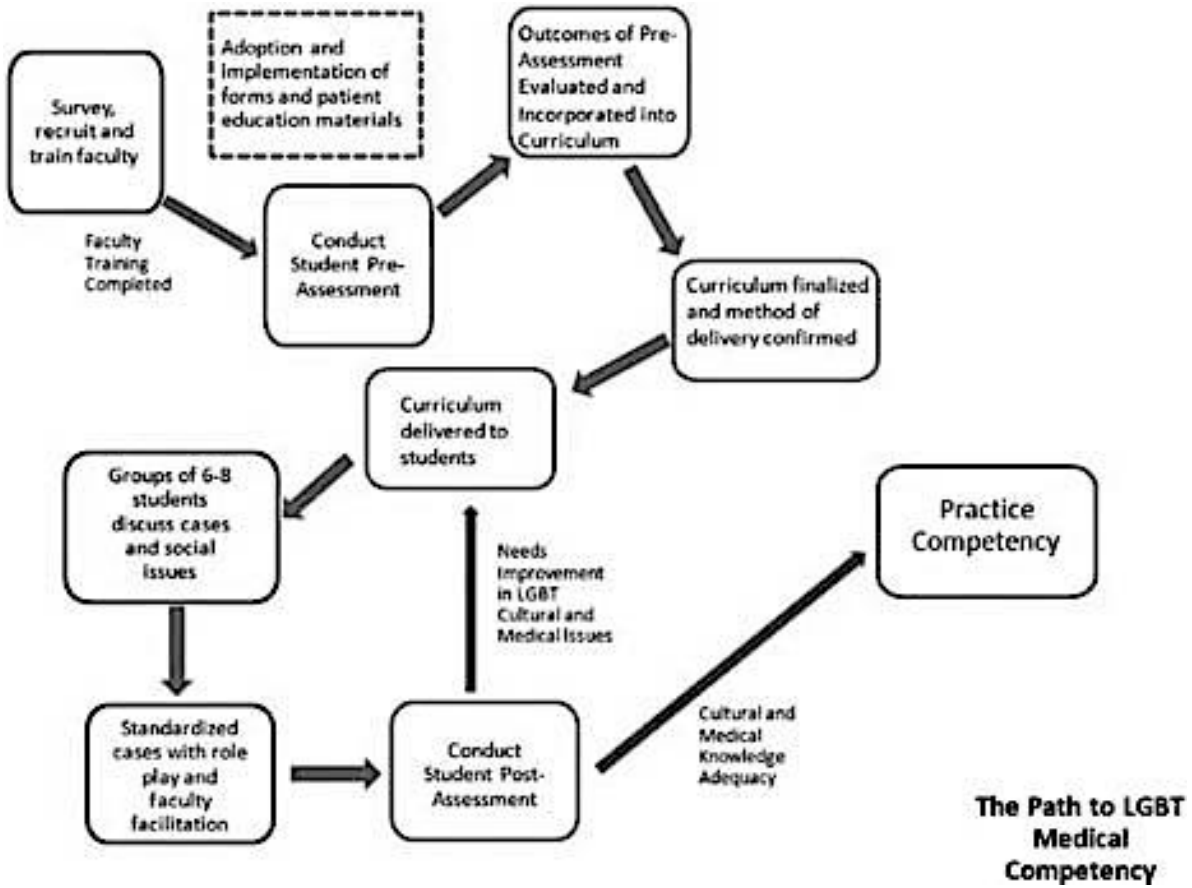 Survey,
recruit and
train faculty
Adoption and
implementation of
forms and patient
education materials
Outcomes of Pre-
Assessment
Evaluated and
Incorporated into
Curriculum
Faculty
Training
Completed
Conduct
Student Pre-
Assessment
Curriculum finalized
and method of
delivery confirmed
Curriculum
delivered to
students
Groups of 6-8
students
discuss cases
and social
issues
Needs
Improvement
in LGBT
Cultural and
Medical Issues
Practice
Competency
Standardized
cases with role
play and
faculty
facilitation
Conduct
Student Post-
Assessment
Cultural and
Medical
Knowledge
Adequacy
The Path to LGBT
Medical
Competency